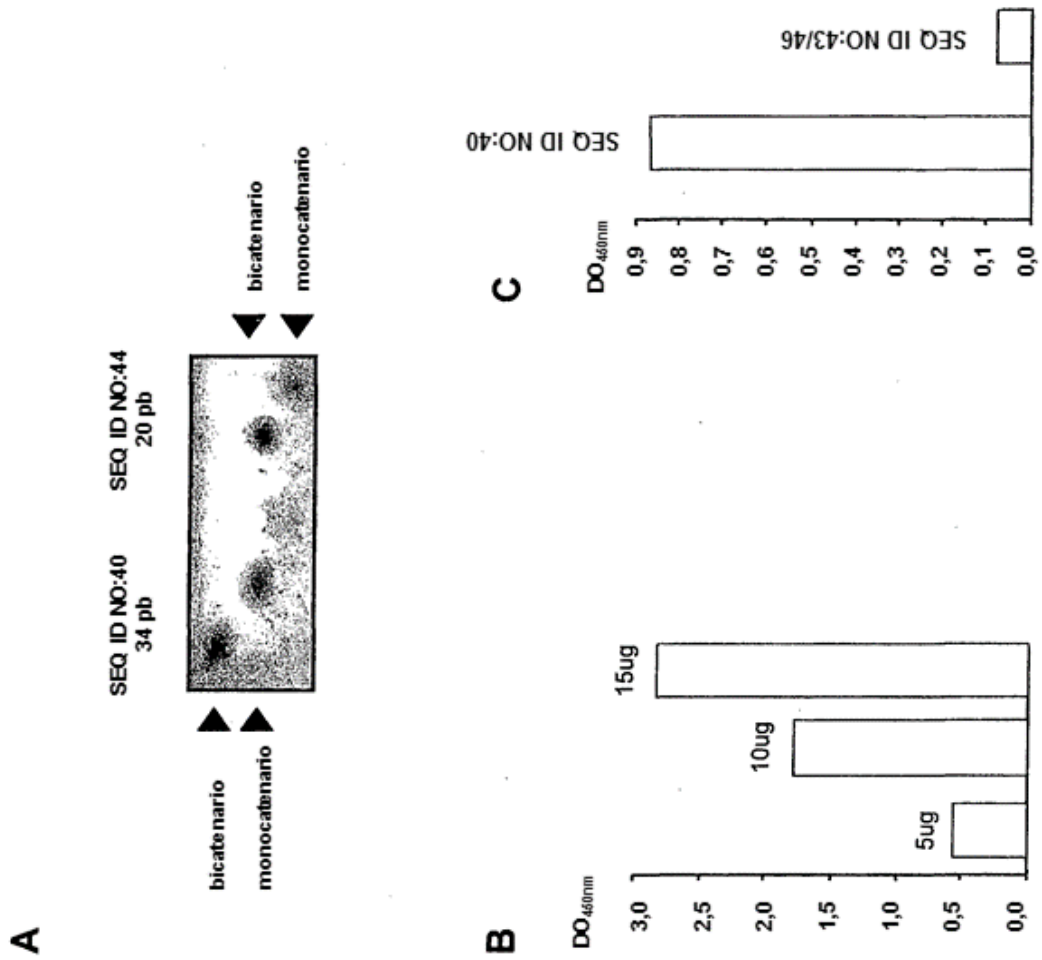 A
SEQ ID NO:40
34 pb
SEQ ID NO:44
20 pb
bicatenario
monocatenario
bicatenario
monocatenario
B
DO450nm
3,0
2,5
2,0
1,5
1,0
0,5
0,0
5ug
10ug
15ug
C
DO450nm
0,9
0,8
0,7
0,6
0,5
0,4
0,3
0,2
0,1
0,0
SEQ ID NO:40
SEQ ID NO:43/46